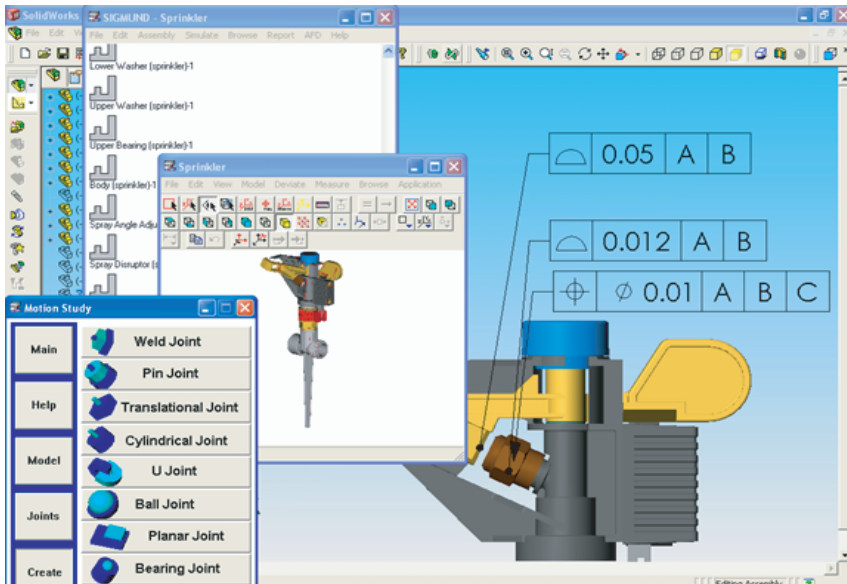 SolidWorks
File Edit
SIGMUND - Sprinkler
File Edit Assembly Simulate Browse Report AFD Help
Lower Washer (sprinkler)-1
Upper Washer (sprinkler)-1
Upper Bearing (sprinkler)-1
Body (sprinkler)-1
Spray Angle
Spray Disruptor
Sprinkler
File Edit View Model Deviate Measure Browse Application
0.05 A B
0.012 A B
⌀ 0.01 A B C
Motion Study
Main
Help
Model
Joints
Create
Weld Joint
Pin Joint
Translational Joint
Cylindrical Joint
U Joint
Ball Joint
Planar Joint
Bearing Joint
Editing Assembly